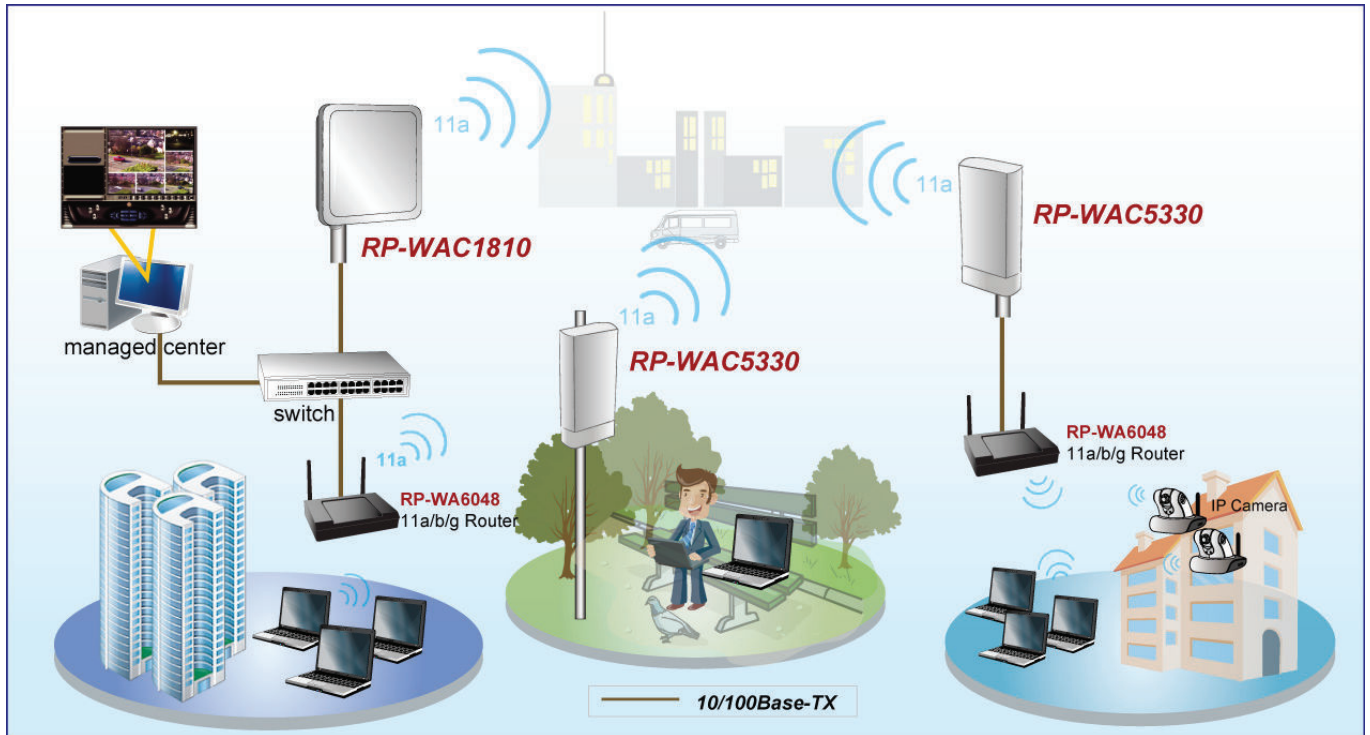 11a
RP-WAC1810
11a
RP-WAC5330
managed center
11a
RP-WAC5330
switch
11a
RP-WA6048
11a/b/g Router
RP-WA6048
11a/b/g Router
IP Camera
10/100Base-TX